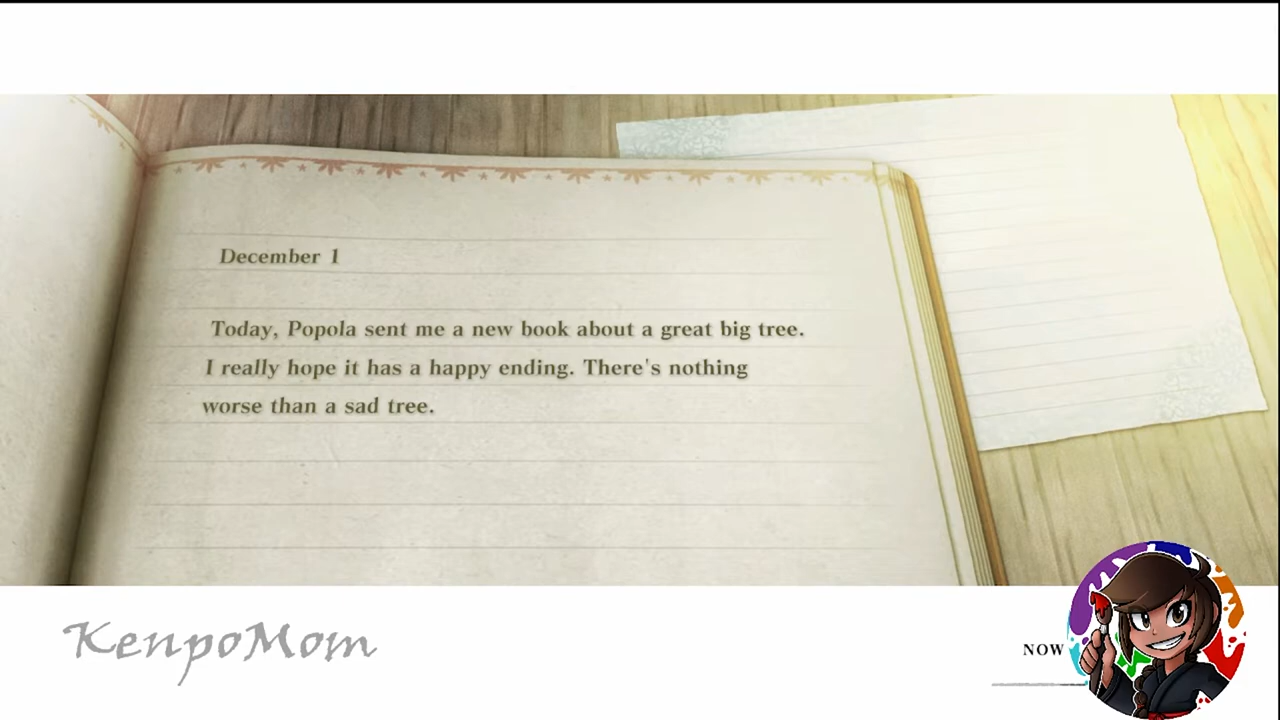 December 1
Today, Popola sent me a new book about a great big tree.
I really hope it has a happy ending. There's nothing
worse than a sad tree.
KenpoMom
NOW